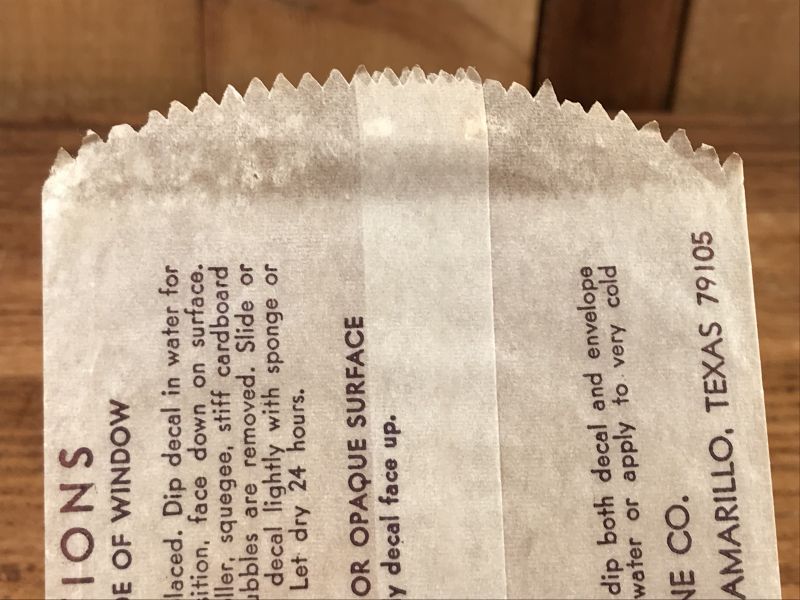 IONS
DE OF WINDOW
laced. Dip decal in water for
sition, face down on surface.
ller, squegee, stiff cardboard
ubbles are removed. Slide or
decal lightly with sponge or
Let dry 24 hours.
OR OPAQUE SURFACE
y decal face up.
dip both decal and envelope
water or apply to very cold
NE CO.
AMARILLO, TEXAS 79105